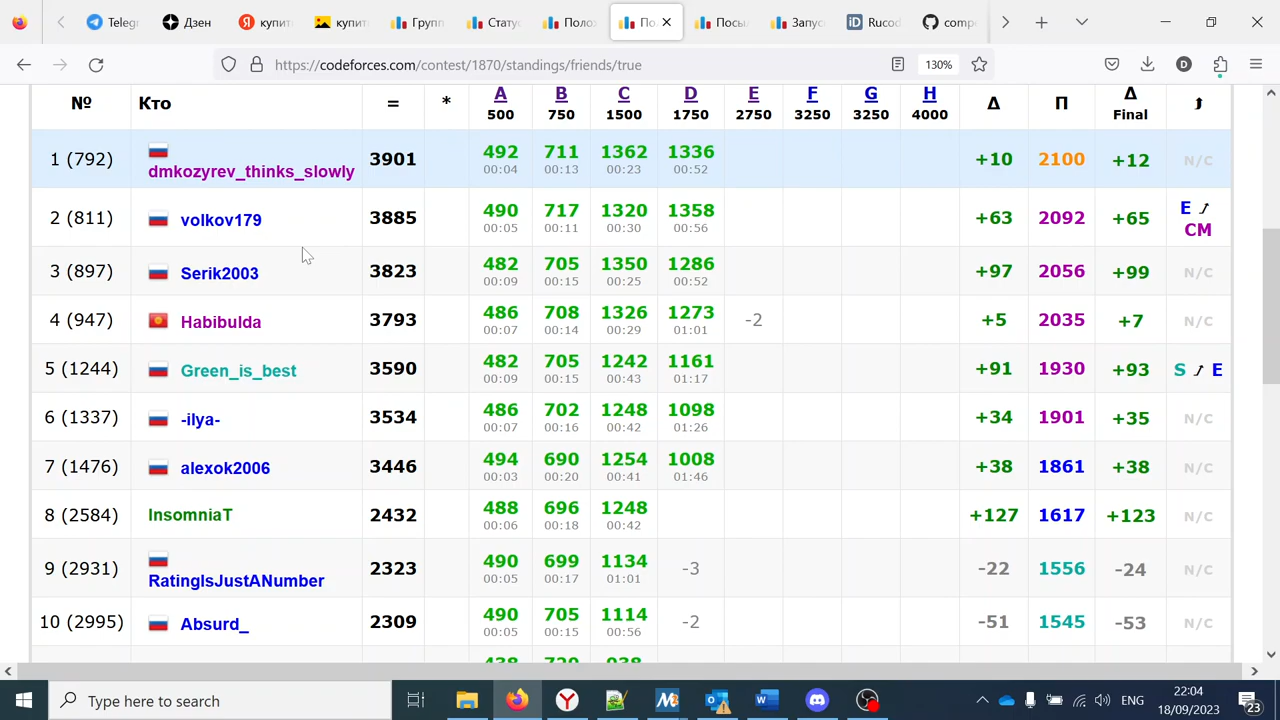 Telegr
Дзен
купит
купит
Групп
Статус
Полож
По.
Посыл
Запус
Rucod
comp
https://codeforces.com/contest/1870/standings/friends/true
130%
№ Кто = * A B C D E F G H Δ П Δ
500 750 1500 1750 2750 3250 3250 4000 Final
1 (792) dmkozyrev_thinks_slowly 3901 492 711 1362 1336 +10 2100 +12 N/C
00:04 00:13 00:23 00:52
2 (811) volkov179 3885 490 717 1320 1358 +63 2092 +65 E CM
00:05 00:11 00:30 00:56
3 (897) Serik2003 3823 482 705 1350 1286 +97 2056 +99 N/C
00:09 00:15 00:25 00:52
4 (947) Habibulda 3793 486 708 1326 1273 -2 +5 2035 +7 N/C
00:07 00:14 00:29 01:01
5 (1244) Green_is_best 3590 482 705 1242 1161 +91 1930 +93 S E
00:09 00:15 00:43 01:17
6 (1337) -ilya- 3534 486 702 1248 1098 +34 1901 +35 N/C
00:07 00:16 00:42 01:26
7 (1476) alexok2006 3446 494 690 1254 1008 +38 1861 +38 N/C
00:03 00:20 00:41 01:46
8 (2584) InsomniaT 2432 488 696 1248 +127 1617 +123 N/C
00:06 00:18 00:42
9 (2931) RatingIsJustANumber 2323 490 699 1134 -3 -22 1556 -24 N/C
00:05 00:17 01:01
10 (2995) Absurd_ 2309 490 705 1114 -2 -51 1545 -53 N/C
00:05 00:15 00:56
Type here to search
ENG
22:04
18/09/2023
23